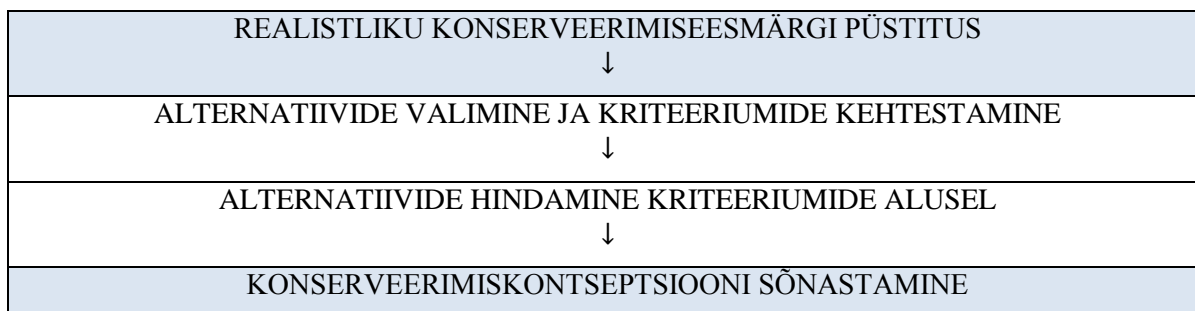 REALISTLIKU KONSERVEERIMISEESMÄRGI PÜSTITUS
↓
ALTERNATIIVIDE VALIMINE JA KRITEERIUMIDE KEHTESTAMINE
↓
ALTERNATIIVIDE HINDAMINE KRITEERIUMIDE ALUSEL
↓
KONSERVEERIMISKONTSEPTSIOONI SÕNASTAMINE